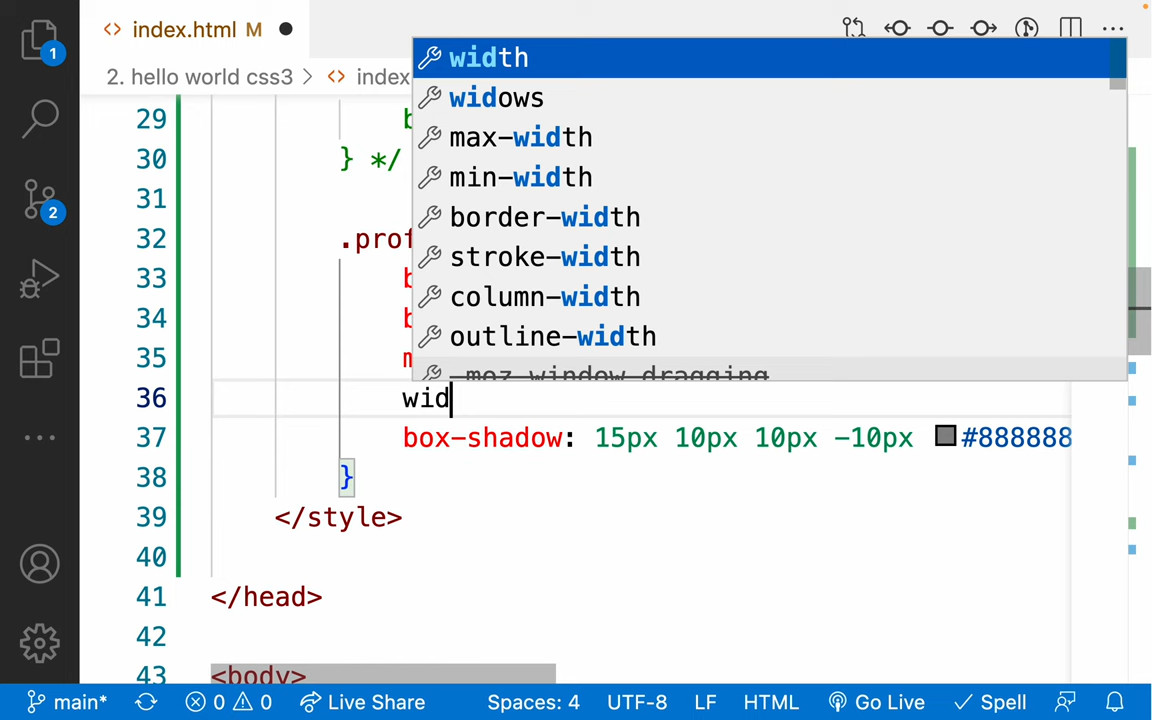 1
index.html M
2. hello world css3 > <> index
width
widows
max-width
min-width
border-width
stroke-width
column-width
outline-width
-moz-window-dragging
29 b
30 } */
31
32 .prof
33 b
34 b
35 m
36 wid
37 box-shadow: 15px 10px 10px -10px #888888
38 }
39 </style>
40
41 </head>
42
43 <body>
2
main* 0 0 Live Share Spaces: 4 UTF-8 LF HTML Go Live Spell